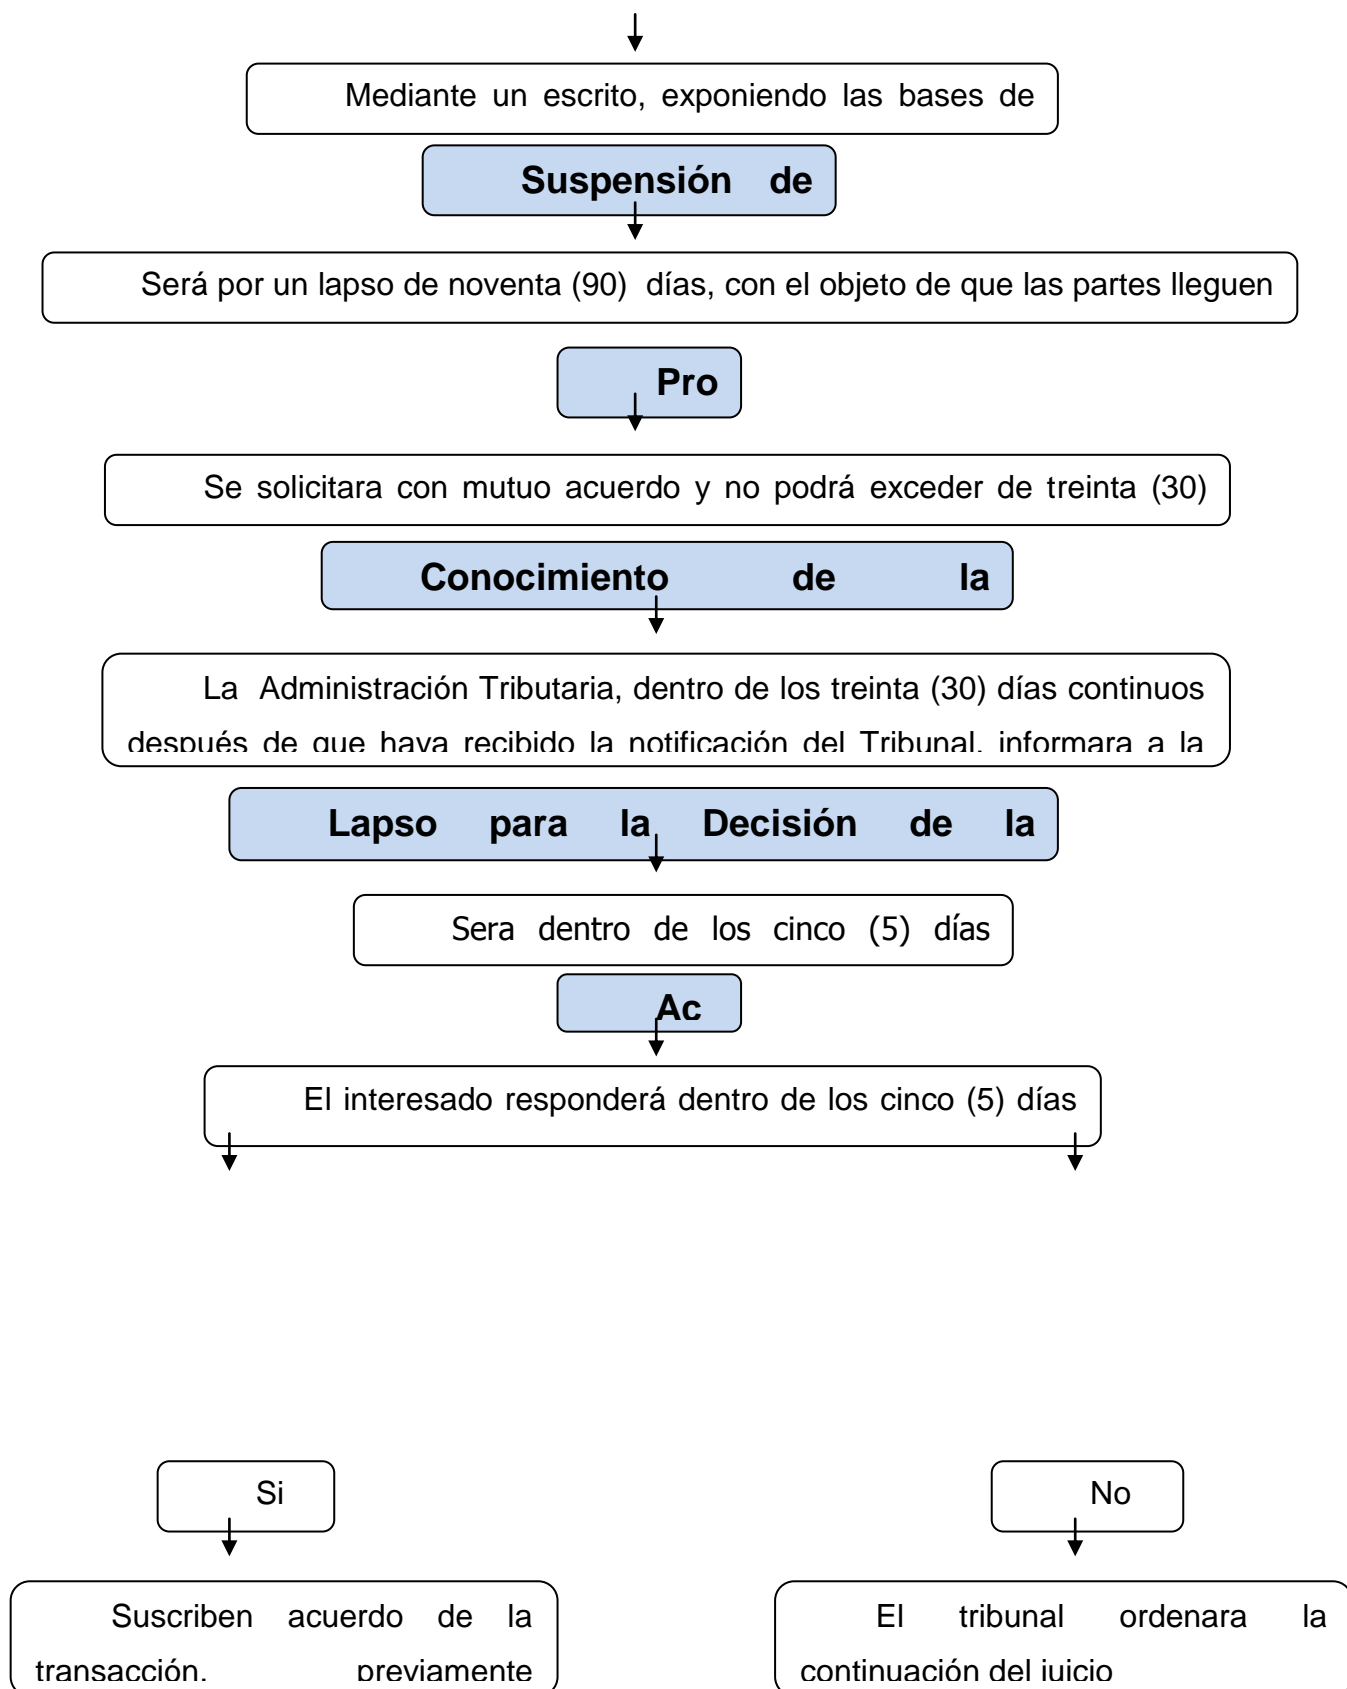 Mediante un escrito, exponiendo las bases de
Suspensión de
Será por un lapso de noventa (90) días, con el objeto de que las partes lleguen
Pro
Se solicitara con mutuo acuerdo y no podrá exceder de treinta (30)
Conocimiento de la
La Administración Tributaria, dentro de los treinta (30) días continuos
después de que haya recibido la notificación del Tribunal, informara a la
Lapso para la Decisión de la
Sera dentro de los cinco (5) días
Ac
El interesado responderá dentro de los cinco (5) días
Si
No
Suscriben acuerdo de la
transacción, previamente
El tribunal ordenara la
continuación del juicio